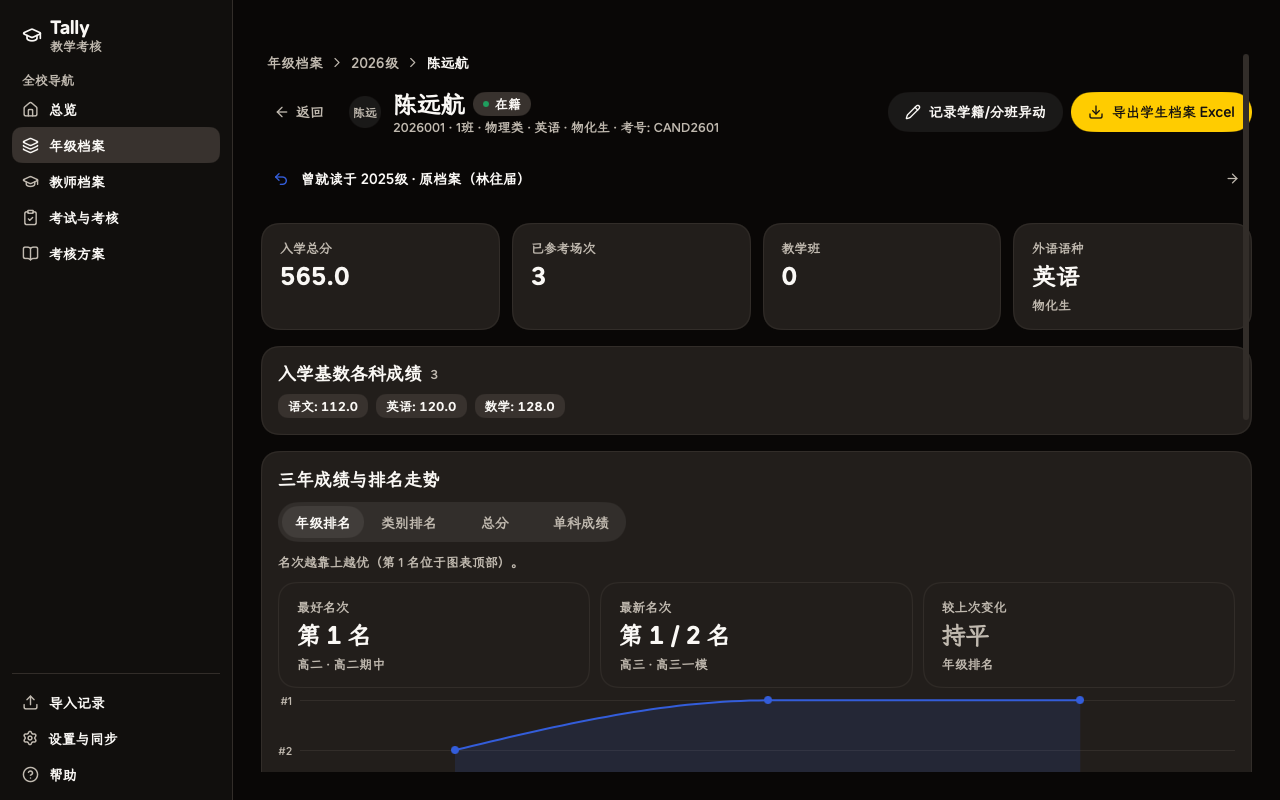 Tally
教学考核
全校导航
总览
年级档案
教师档案
考试与考核
考核方案
导入记录
设置与同步
帮助
年级档案 > 2026级 > 陈远航
返回
陈远
陈远航
在籍
2026001 · 1班 · 物理类 · 英语 · 物化生 · 考号: CAND2601
记录学籍/分班异动
导出学生档案 Excel
曾就读于 2025级 · 原档案（林往届）
入学总分
565.0
已参考场次
3
教学班
0
外语语种
英语
物化生
入学基数各科成绩 3
语文: 112.0
英语: 120.0
数学: 128.0
三年成绩与排名走势
年级排名
类别排名
总分
单科成绩
名次越靠上越优（第 1 名位于图表顶部）。
最好名次
第 1 名
高二 · 高二期中
最新名次
第 1 / 2 名
高三 · 高三一模
较上次变化
持平
年级排名
#1
#2